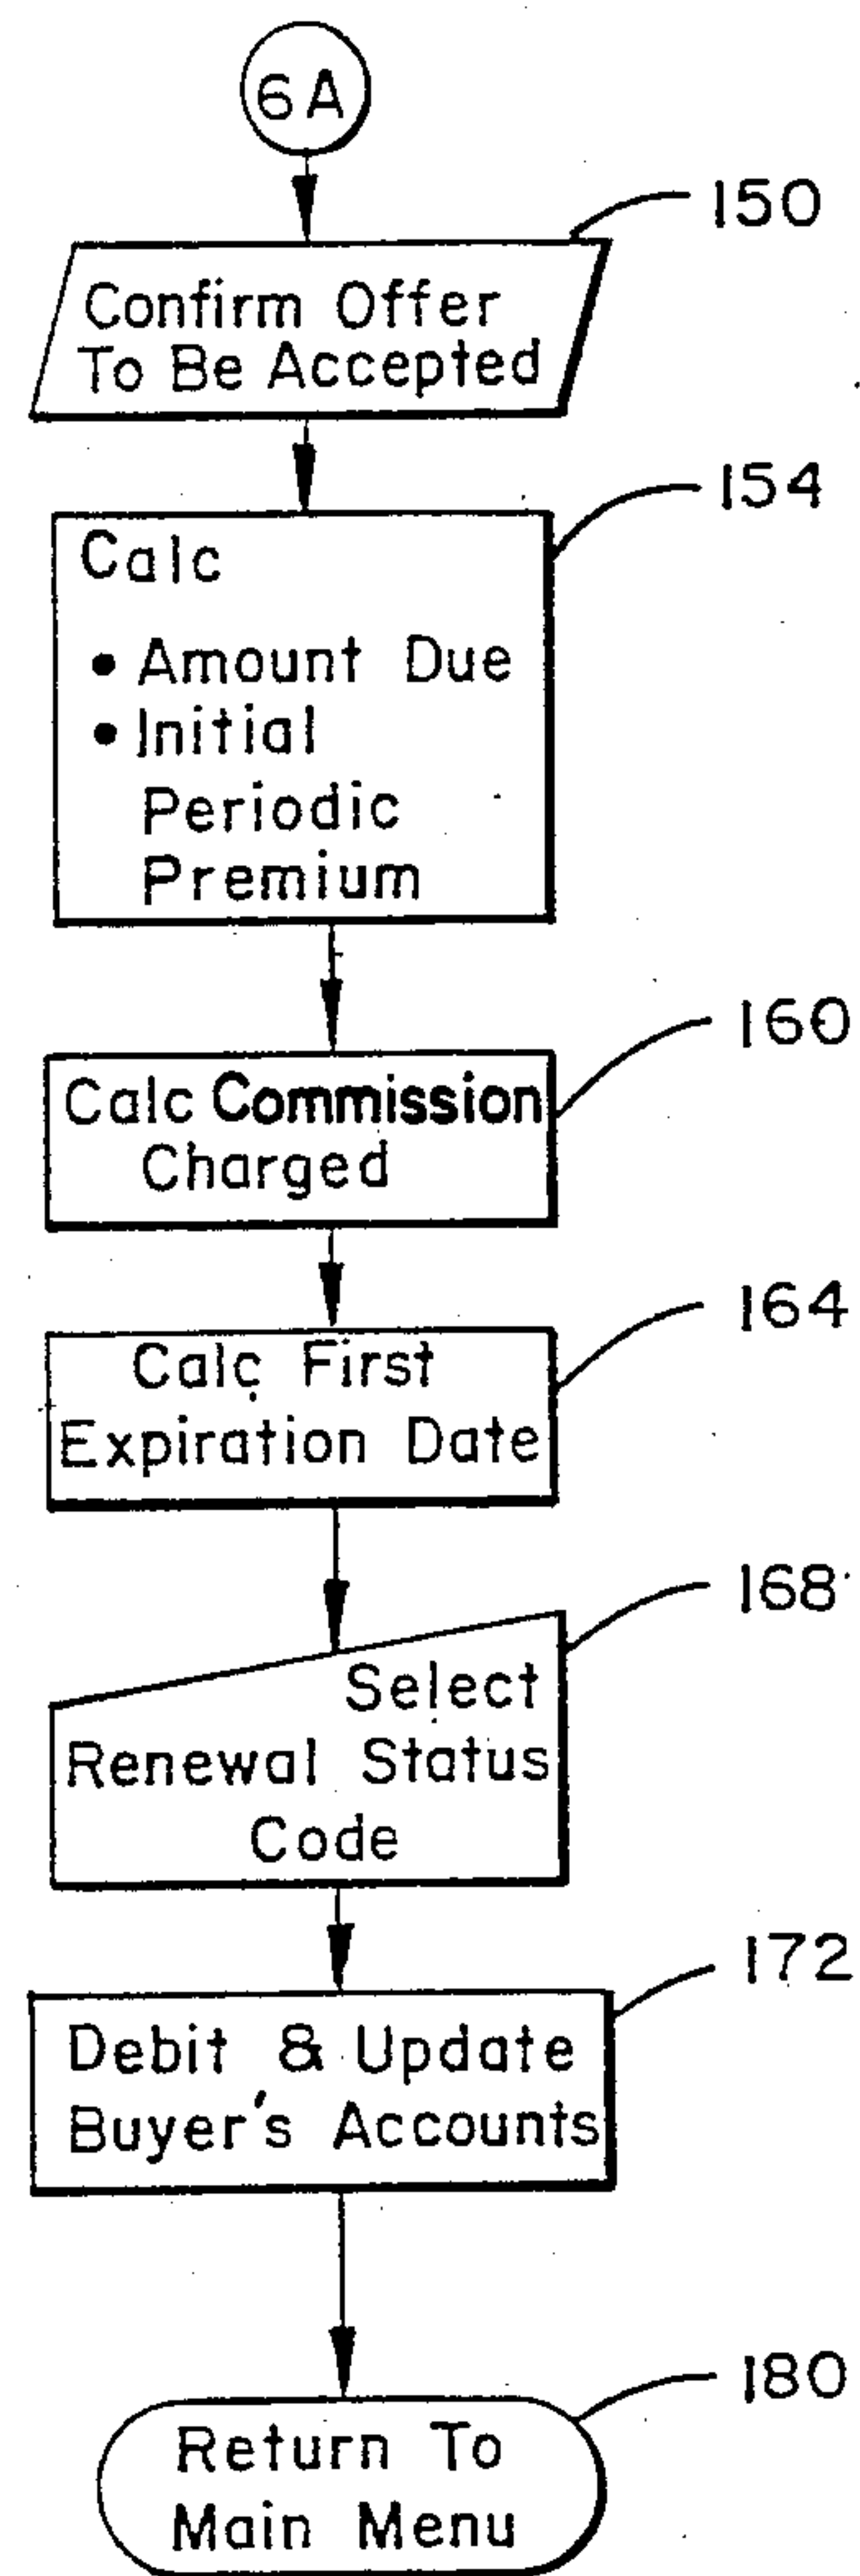 6A
150
Confirm Offer
To Be Accepted
154
Calc
• Amount Due
• Initial
Periodic
Premium
160
Calc Commission
Charged
164
Calc First
Expiration Date
168
Select
Renewal Status
Code
172
Debit & Update
Buyer's Accounts
180
Return To
Main Menu